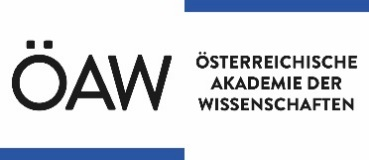 ÖAW
ÖSTERREICHISCHE
AKADEMIE DER
WISSENSCHAFTEN